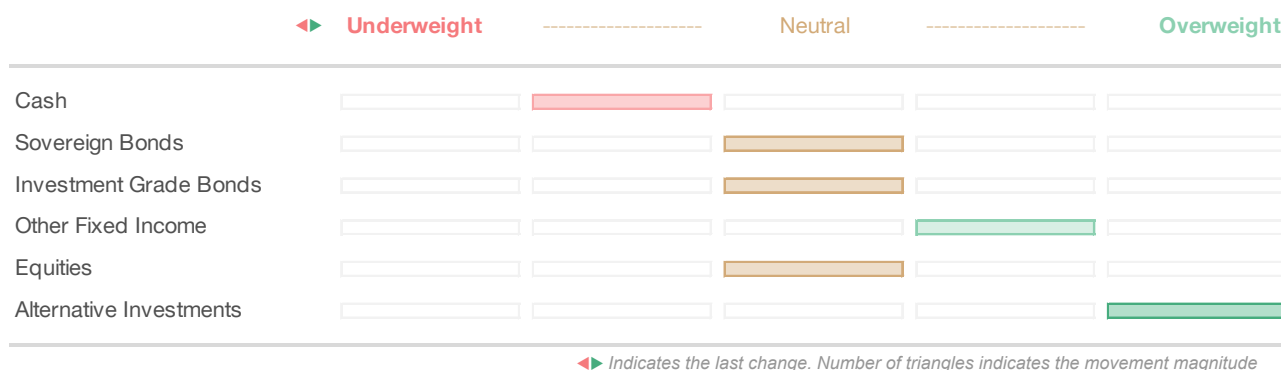 ◀▶ Underweight -------------------- Neutral -------------------- Overweight
Cash
Sovereign Bonds
Investment Grade Bonds
Other Fixed Income
Equities
Alternative Investments
◀▶ Indicates the last change. Number of triangles indicates the movement magnitude